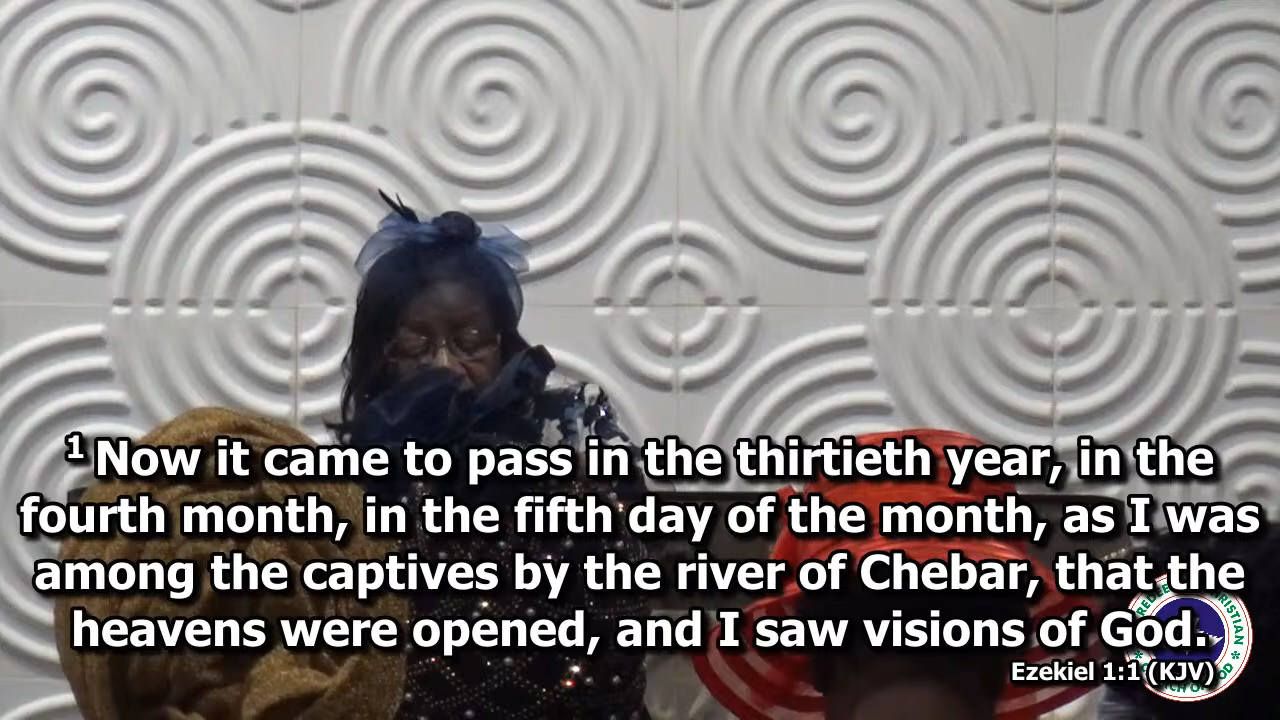 1 Now it came to pass in the thirtieth year, in the
fourth month, in the fifth day of the month, as I was
among the captives by the river of Chebar, that the
heavens were opened, and I saw visions of God.
Ezekiel 1:1 (KJV)